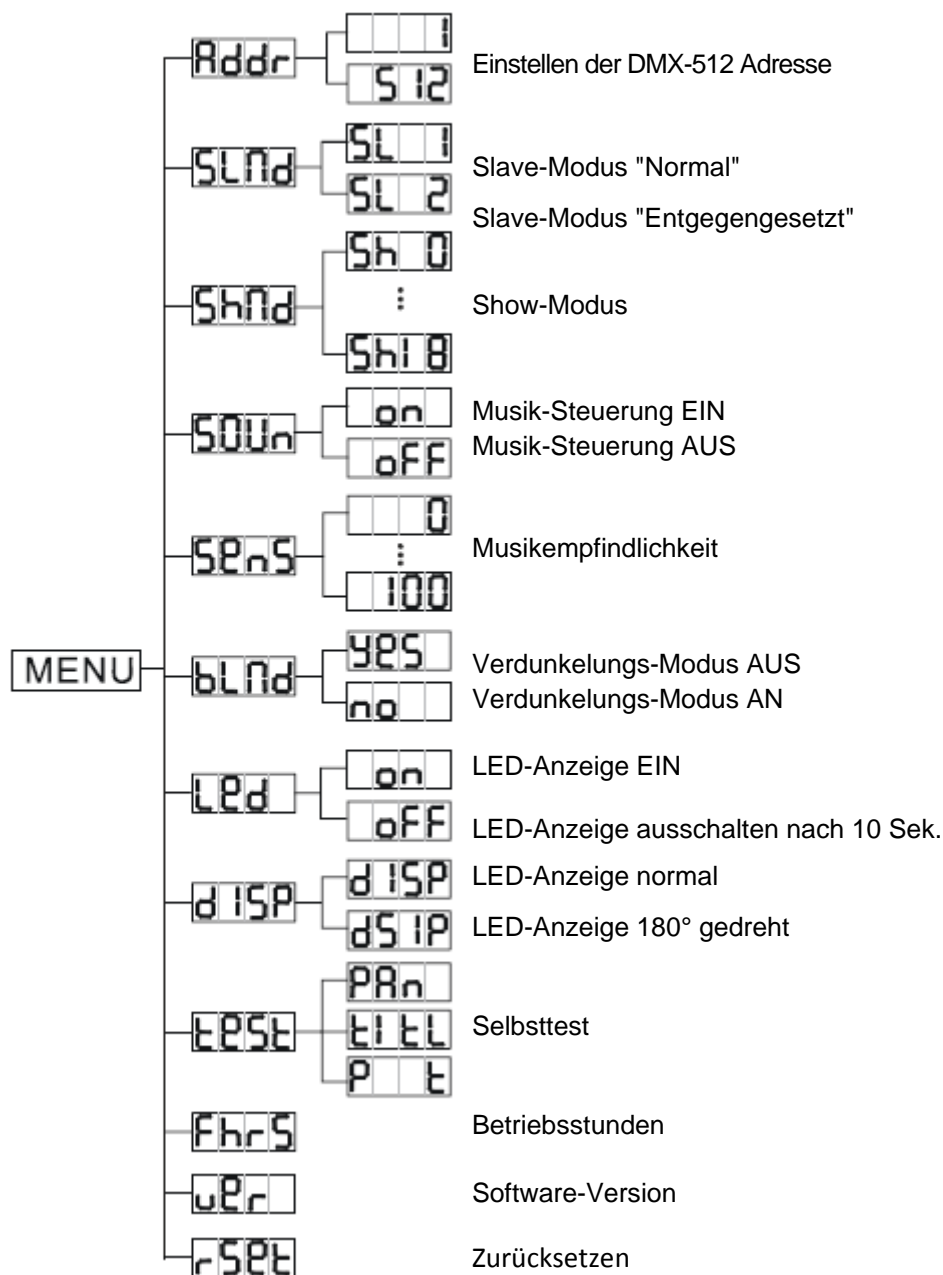 Addr
1
512
Einstellen der DMX-512 Adresse
SLMd
SL 1
SL 2
Slave-Modus "Normal"
Slave-Modus "Entgegengesetzt"
ShMd
Sh 0
⋮
Sh18
Show-Modus
SOUn
on
Musik-Steuerung EIN
oFF
Musik-Steuerung AUS
SenS
0
⋮
100
Musikempfindlichkeit
MENU
bLMd
yes
Verdunkelungs-Modus AUS
no
Verdunkelungs-Modus AN
Led
on
LED-Anzeige EIN
oFF
LED-Anzeige ausschalten nach 10 Sek.
dISP
dISP
LED-Anzeige normal
dSIP
LED-Anzeige 180° gedreht
teSt
PAn
tItL
P t
Selbsttest
FhrS
Betriebsstunden
ver
Software-Version
rSet
Zurücksetzen